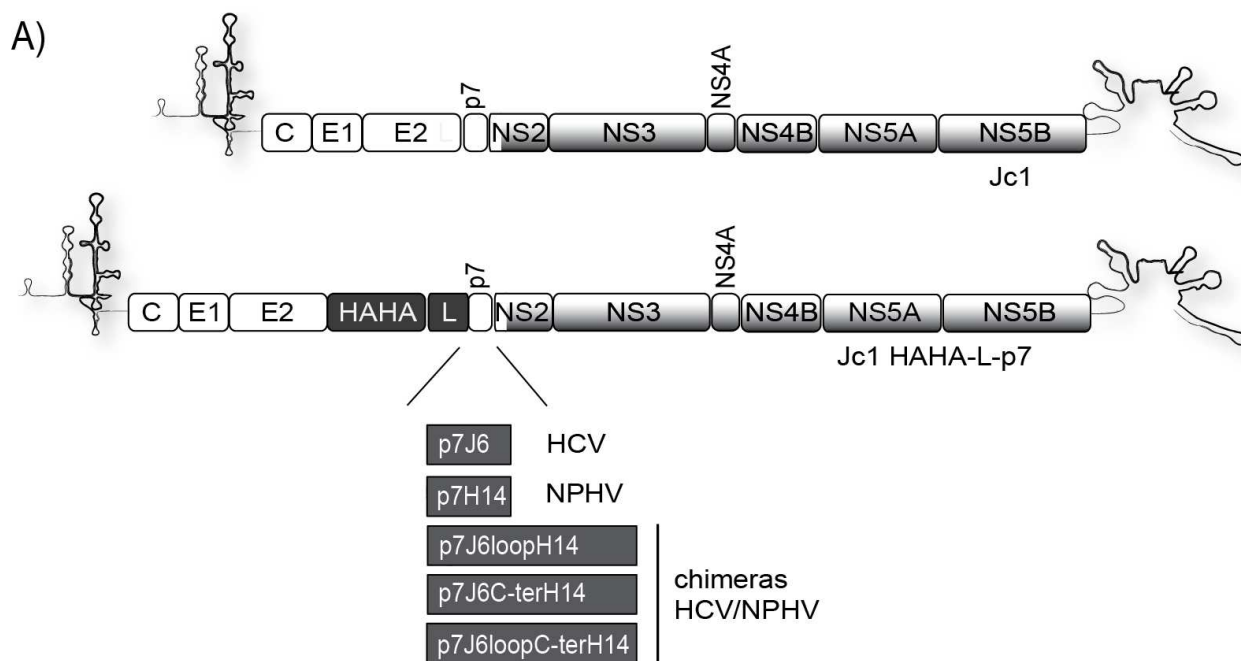 A)
p7
NS4A
C E1 E2 L NS2 NS3 NS4B NS5A NS5B
Jc1
p7
NS4A
C E1 E2 HAHA L NS2 NS3 NS4B NS5A NS5B
Jc1 HAHA-L-p7
p7J6 HCV
p7H14 NPHV
p7J6loopH14
p7J6C-terH14
p7J6loopC-terH14
chimeras
HCV/NPHV